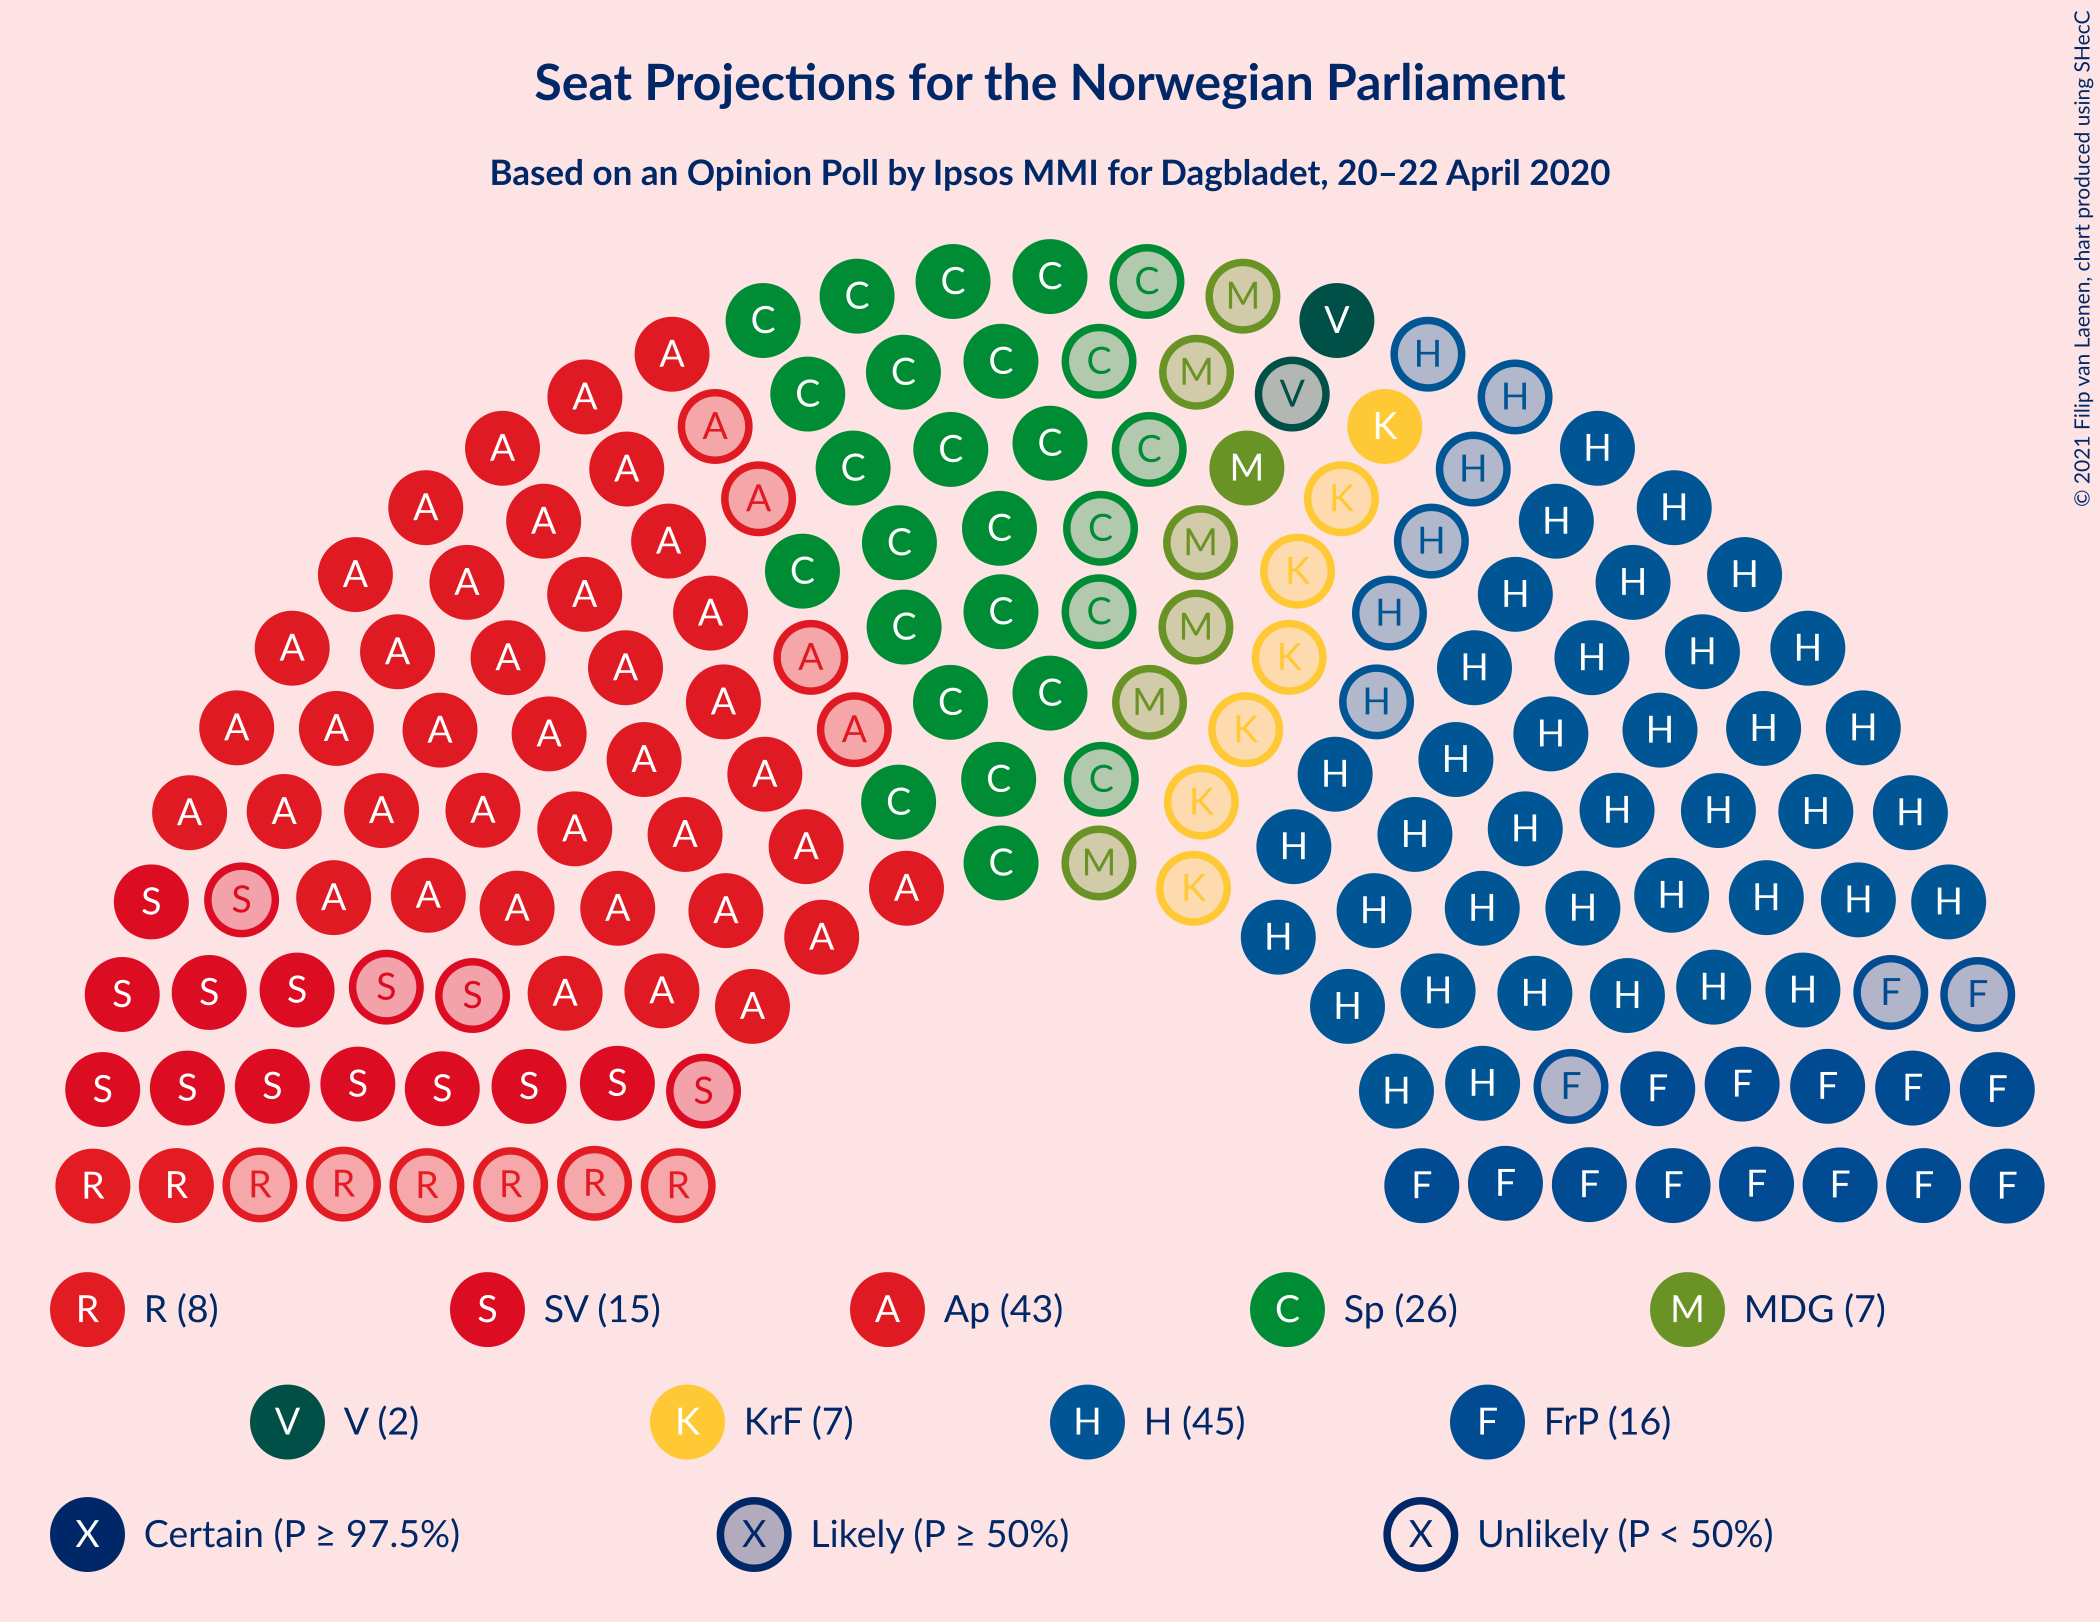 Seat Projections for the Norwegian Parliament
Based on an Opinion Poll by Ipsos MMI for Dagbladet, 20–22 April 2020
© 2021 Filip van Laenen, chart produced using SHecC
C C C C C M V
A C C C C M V H H
A A C C C C M K K H H
A A A C C C M K H H
A A A C C C M K H H H
A A A A C C M K H H H H
A A A A A C C C K H H H H H
S S A A A A A A A C M K H H H H H H H H
S S S S S A A A H H H H H H F F
S S S S S S S S H H F F F F F F
R R R R R R R R F F F F F F F F
R R (8) S SV (15) A Ap (43) C Sp (26) M MDG (7)
V V (2) K KrF (7) H H (45) F FrP (16)
X Certain (P ≥ 97.5%) X Likely (P ≥ 50%) X Unlikely (P < 50%)